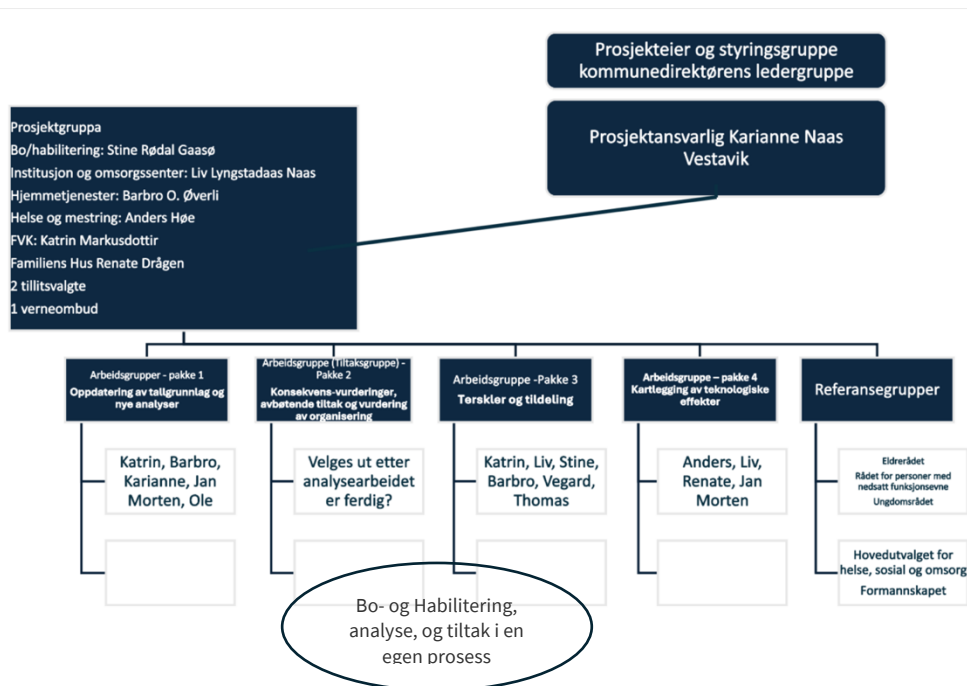 Prosjekteier og styringsgruppe
kommunedirektørens ledergruppe
Prosjektansvarlig Karianne Naas
Vestavik
Prosjektgruppa
Bo/habilitering: Stine Rødal Gaasø
Institusjon og omsorgssenter: Liv Lyngstadaas Naas
Hjemmetjenester: Barbro O. Øverli
Helse og mestring: Anders Høe
FVK: Katrin Markusdottir
Familiens Hus Renate Drågen
2 tillitsvalgte
1 verneombud
Arbeidsgrupper - pakke 1
Oppdatering av tallgrunnlag og
nye analyser
Katrin, Barbro,
Karianne, Jan
Morten, Ole
Arbeidsgruppe (Tiltaksgruppe) -
Pakke 2
Konsekvens-vurderinger,
avbøtende tiltak og vurdering
av organisering
Velges ut etter
analysearbeidet
er ferdig?
Arbeidsgruppe -Pakke 3
Terskler og tildeling
Katrin, Liv, Stine,
Barbro, Vegard,
Thomas
Arbeidsgruppe – pakke 4
Kartlegging av teknologiske
effekter
Anders, Liv,
Renate, Jan
Morten
Referansegrupper
Eldrerådet
Rådet for personer med
nedsatt funksjonsevne
Ungdomsrådet
Hovedutvalget for
helse, sosial og omsorg
Formannskapet
Bo- og Habilitering,
analyse, og tiltak i en
egen prosess